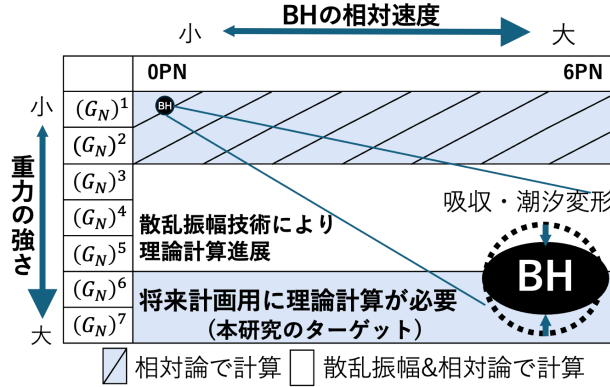 BHの相対速度
小 大
0PN 6PN
小
(G_N)^1
BH
(G_N)^2
重力の強さ
(G_N)^3
(G_N)^4
(G_N)^5
吸収・潮汐変形
散乱振幅技術により
理論計算進展
BH
(G_N)^6
(G_N)^7
将来計画用に理論計算が必要
(本研究のターゲット)
大
相対論で計算 散乱振幅&相対論で計算